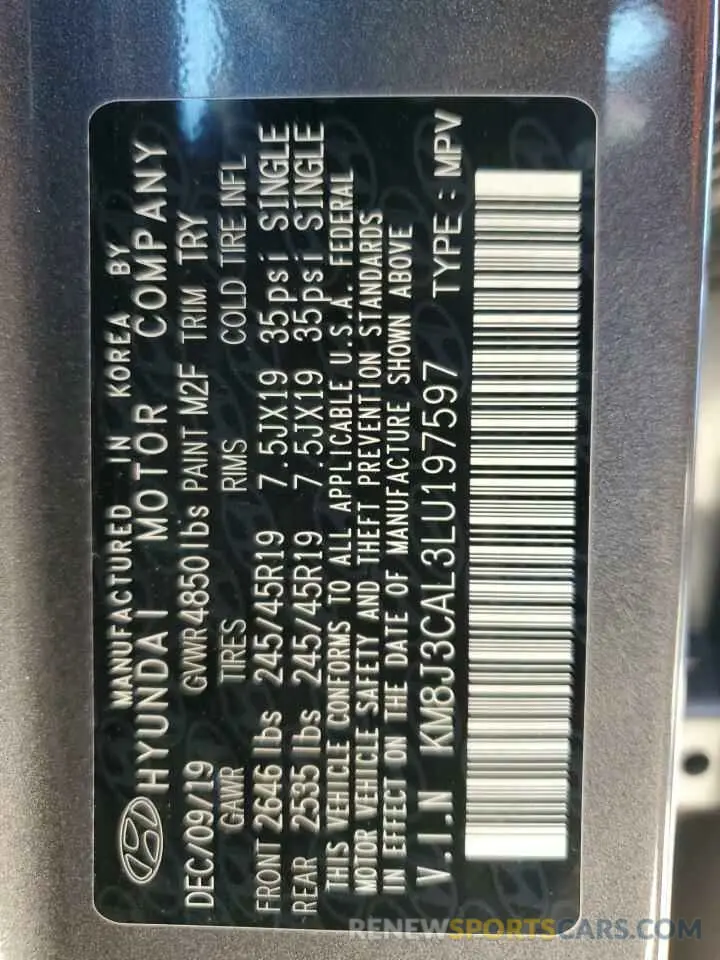 MANUFACTURED IN KOREA BY
HYUNDAI MOTOR COMPANY
DEC/09/19 GVWR 4850lbs PAINT M2F TRIM TRY
GAWR TIRES RMS COLD TIRE INFL
FRONT 2646 lbs 245/45R19 7.5JX19 35psi SINGLE
REAR 2535 lbs 245/45R19 7.5JX19 35psi SINGLE
THIS VEHICLE CONFORMS TO ALL APPLICABLE U.S.A. FEDERAL
MOTOR VEHICLE SAFETY AND THEFT PREVENTION STANDARDS
IN EFFECT ON THE DATE OF MANUFACTURE SHOWN ABOVE
V.I.N KM8J3CAL3LU197597 TYPE : MPV
RENEWSPORTCARS.COM